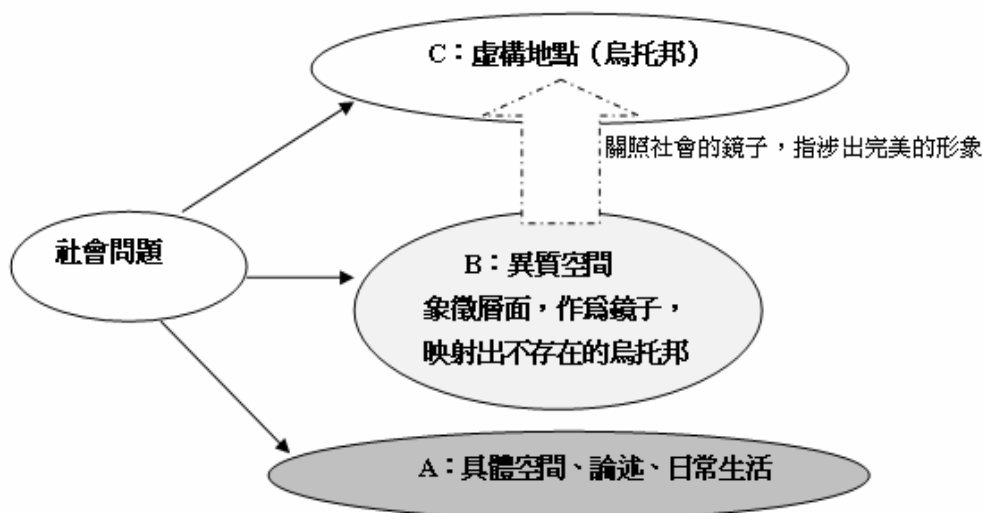 C：虛構地點（烏托邦）
關照社會的鏡子，指涉出完美的形象
社會問題
B：異質空間
象徵層面，作為鏡子，
映射出不存在的烏托邦
A：具體空間、論述、日常生活